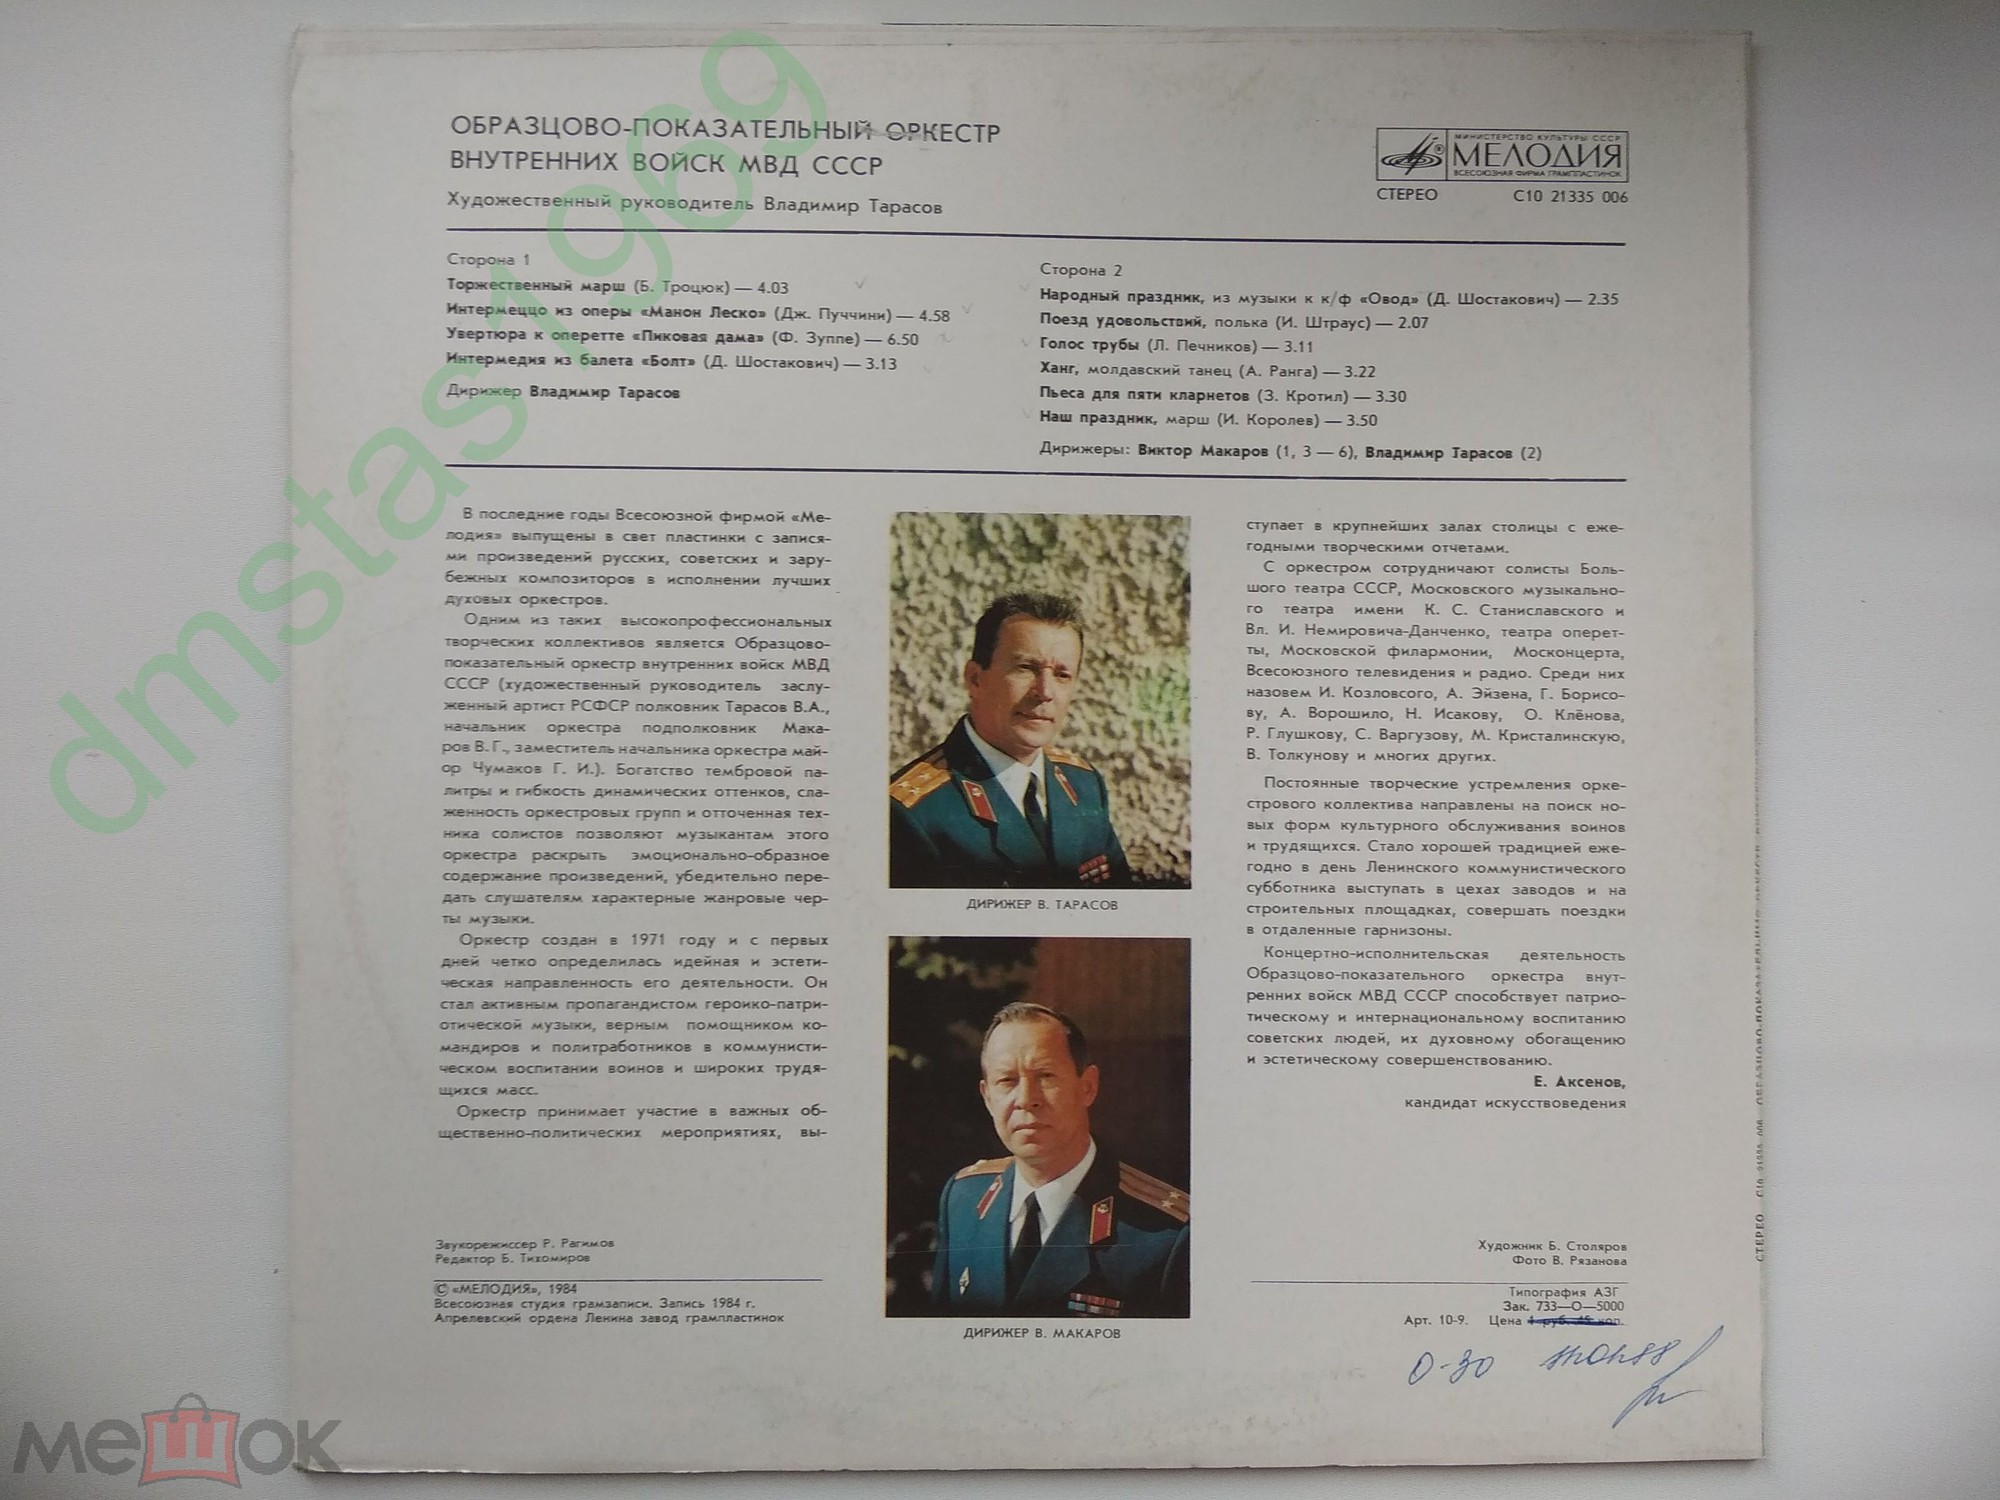 ОБРАЗЦОВО-ПОКАЗАТЕЛЬНЫЙ ОРКЕСТР
ВНУТРЕННИХ ВОЙСК МВД СССР
Художественный руководитель Владимир Тарасов
МИНИСТЕРСТВО КУЛЬТУРЫ СССР
МЕЛОДИЯ
ВСЕСОЮЗНАЯ ФИРМА ГРАМПЛАСТИНОК
СТЕРЕО С10 21335 006
Сторона 1
Торжественный марш (Б. Троцюк) — 4.03
Интермеццо из оперы «Манон Леско» (Дж. Пуччини) — 4.58
Увертюра к оперетте «Пиковая дама» (Ф. Зуппе) — 6.50
Интермедия из балета «Болт» (Д. Шостакович) — 3.13
Дирижер Владимир Тарасов
Сторона 2
Народный праздник, из музыки к к/ф «Овод» (Д. Шостакович) — 2.35
Поезд удовольствий, полька (И. Штраус) — 2.07
Голос трубы (Л. Печников) — 3.11
Ханг, молдавский танец (А. Ранга) — 3.22
Пьеса для пяти кларнетов (З. Кротил) — 3.30
Наш праздник, марш (И. Королев) — 3.50
Дирижеры: Виктор Макаров (1, 3 — 6), Владимир Тарасов (2)
В последние годы Всесоюзной фирмой «Ме-
лодия» выпущены в свет пластинки с запися-
ми произведений русских, советских и зару-
бежных композиторов в исполнении лучших
духовых оркестров.
Одним из таких высокопрофессиональных
творческих коллективов является Образцово-
показательный оркестр внутренних войск МВД
СССР (художественный руководитель заслу-
женный артист РСФСР полковник Тарасов В.А.,
начальник оркестра подполковник Мака-
ров В. Г., заместитель начальника оркестра май-
ор Чумаков Г. И.). Богатство тембровой па-
литры и гибкость динамических оттенков, сла-
женность оркестровых групп и отточенная тех-
ника солистов позволяют музыкантам этого
оркестра раскрыть эмоционально-образное
содержание произведений, убедительно пере-
дать слушателям характерные жанровые чер-
ты музыки.
Оркестр создан в 1971 году и с первых
дней четко определилась идейная и эстети-
ческая направленность его деятельности. Он
стал активным пропагандистом героико-патри-
отической музыки, верным помощником ко-
мандиров и политработников в коммунисти-
ческом воспитании воинов и широких трудя-
щихся масс.
Оркестр принимает участие в важных об-
щественно-политических мероприятиях, вы-
ДИРИЖЕР В. ТАРАСОВ
ДИРИЖЕР В. МАКАРОВ
ступает в крупнейших залах столицы с еже-
годными творческими отчетами.
С оркестром сотрудничают солисты Боль-
шого театра СССР, Московского музыкально-
го театра имени К. С. Станиславского и
Вл. И. Немировича-Данченко, театра оперет-
ты, Московской филармонии, Москонцерта,
Всесоюзного телевидения и радио. Среди них
назовем И. Козловсого, А. Эйзена, Г. Борисо-
ву, А. Ворошило, Н. Исакову, О. Клёнова,
Р. Глушкову, С. Варгузову, М. Кристалинскую,
В. Толкунову и многих других.
Постоянные творческие устремления орке-
стрового коллектива направлены на поиск но-
вых форм культурного обслуживания воинов
и трудящихся. Стало хорошей традицией еже-
годно в день Ленинского коммунистического
субботника выступать в цехах заводов и на
строительных площадках, совершать поездки
в отдаленные гарнизоны.
Концертно-исполнительская деятельность
Образцово-показательного оркестра внут-
ренних войск МВД СССР способствует патрио-
тическому и интернациональному воспитанию
советских людей, их духовному обогащению
и эстетическому совершенствованию.
Е. Аксенов,
кандидат искусствоведения
Звукорежиссер Р. Рагимов
Редактор Б. Тихомиров
© «МЕЛОДИЯ», 1984
Всесоюзная студия грамзаписи. Запись 1984 г.
Апрелевский ордена Ленина завод грампластинок
Художник Б. Столяров
Фото В. Рязанова
Типография АЗГ
Зак. 733—О—5000
Арт. 10-9. Цена 1 руб. 45 коп.
0-30
СТЕРЕО С10 21335 006
dmstas1969
мешок